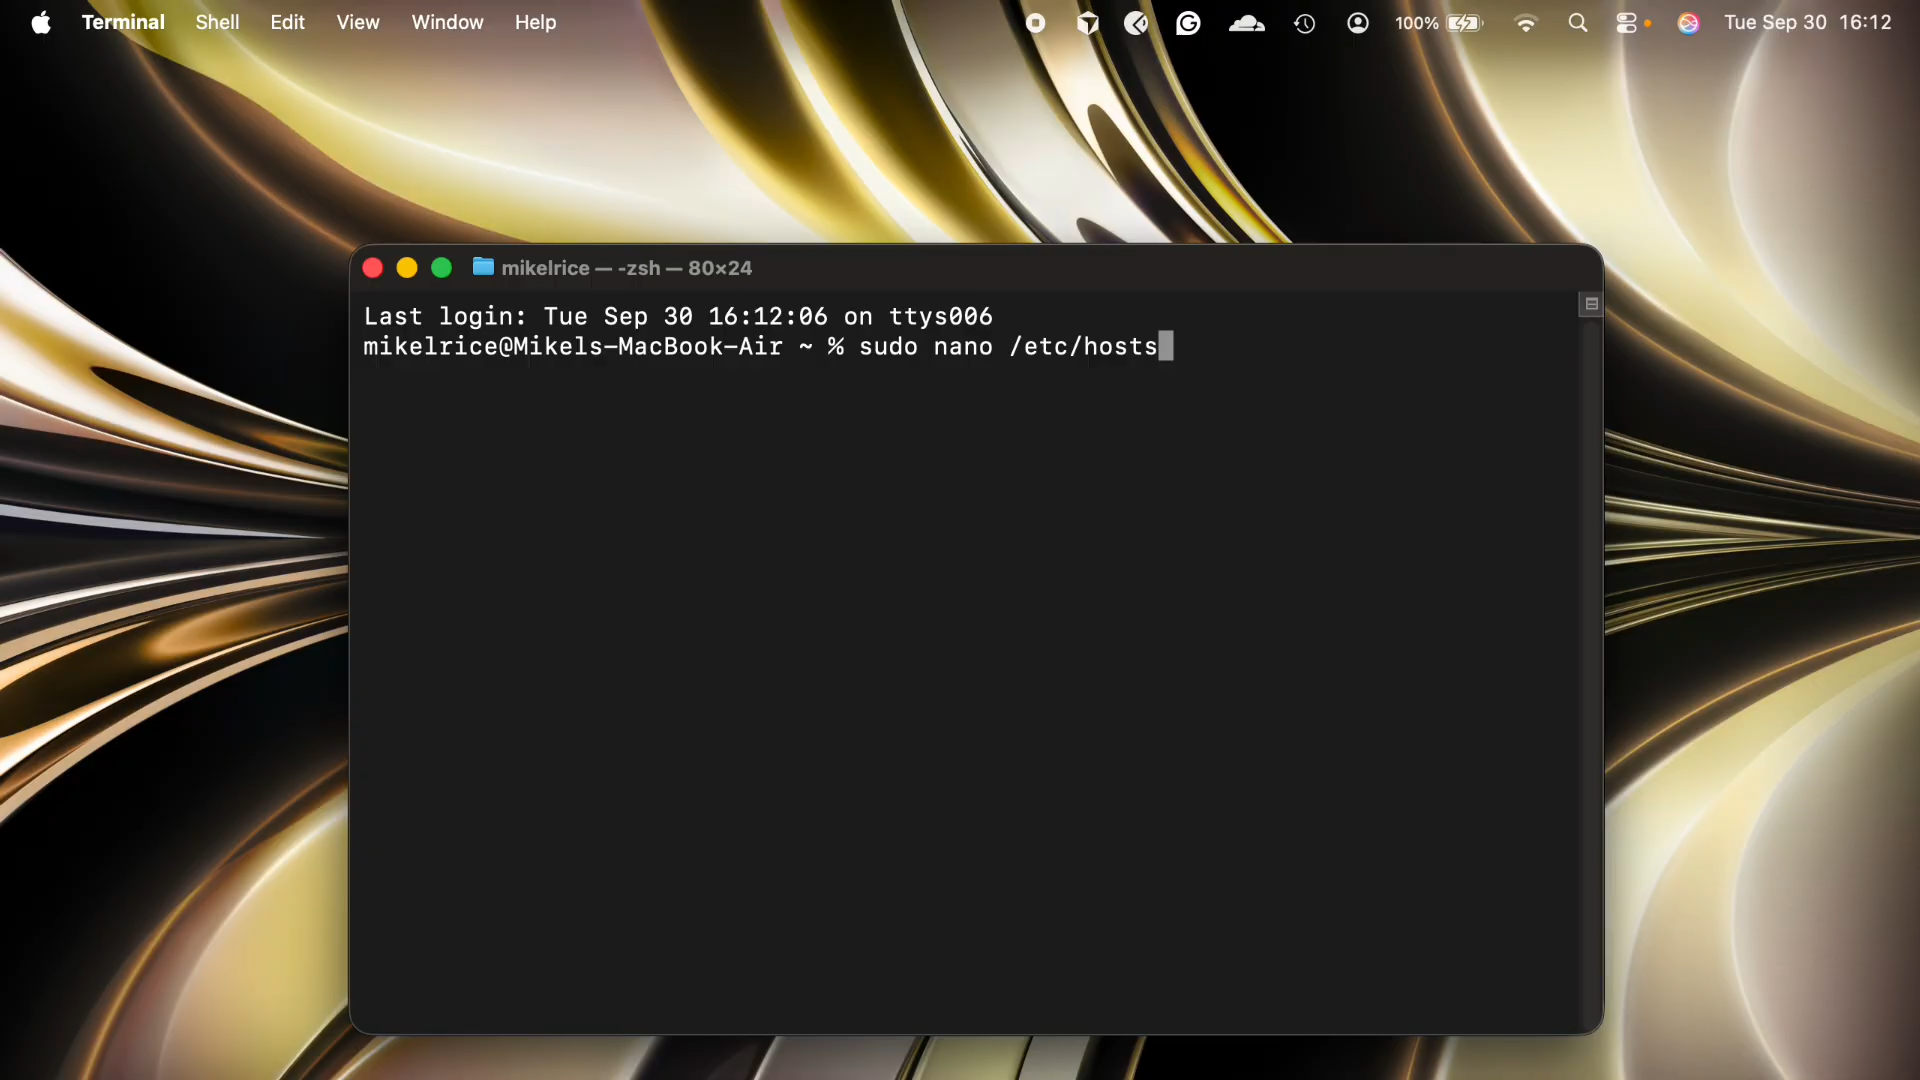 Terminal Shell Edit View Window Help 100% Tue Sep 30 16:12
mikelrice — -zsh — 80×24
Last login: Tue Sep 30 16:12:06 on ttys006
mikelrice@Mikels-MacBook-Air ~ % sudo nano /etc/hosts